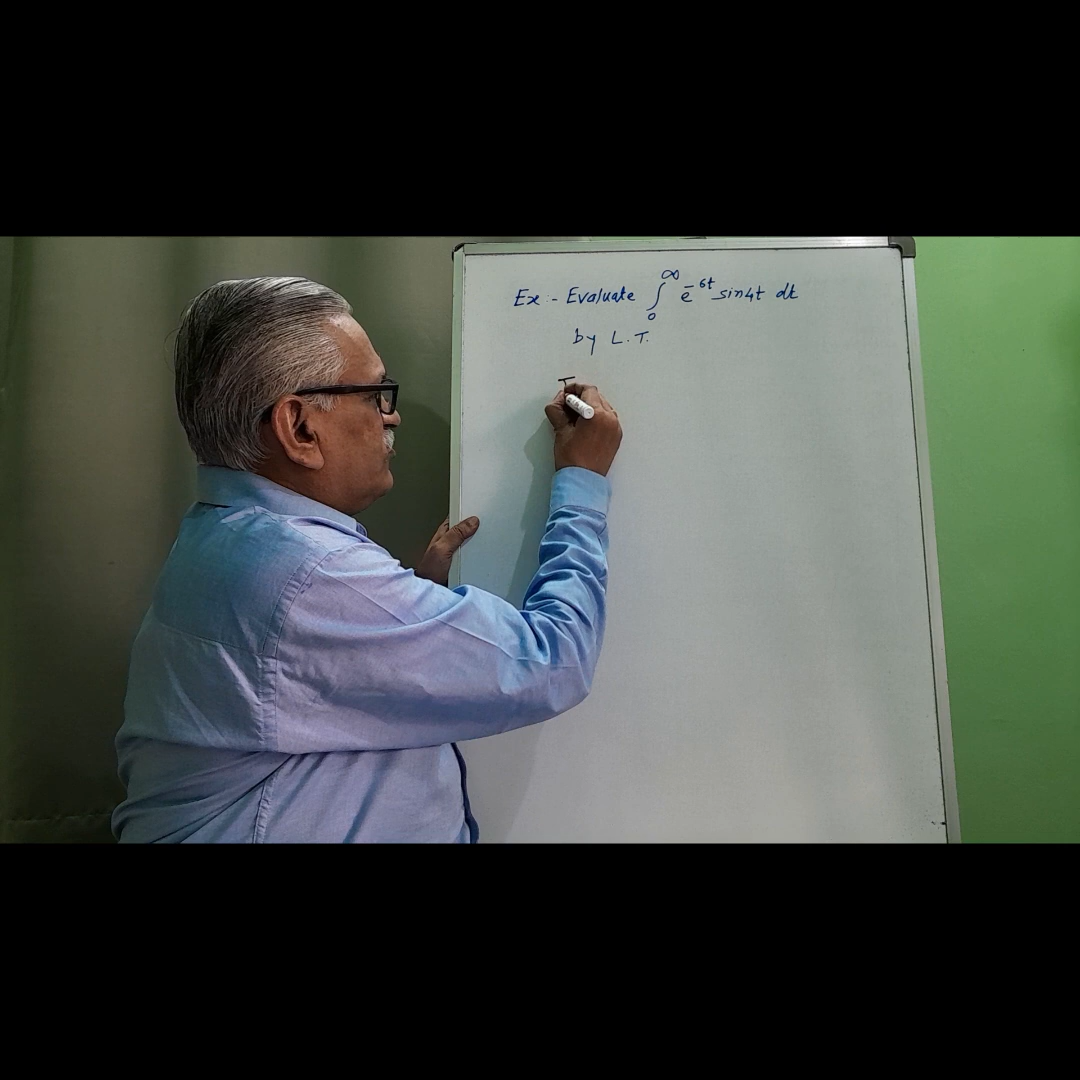 Ex:- Evaluate ∫₀^∞ e^-6t sin4t dt
by L.T.